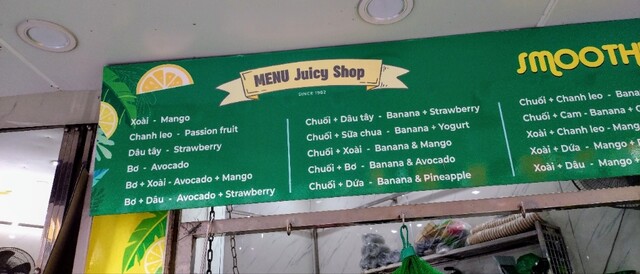 MENU Juicy Shop
SINCE 1982
SMOOTH
Xoài - Mango
Chanh leo - Passion fruit
Dâu tây - Strawberry
Bơ - Avocado
Bơ + Xoài - Avocado + Mango
Bơ + Dâu - Avocado + Strawberry
Chuối + Dâu tây - Banana + Strawberry
Chuối + Sữa chua - Banana + Yogurt
Chuối + Xoài - Banana & Mango
Chuối + Bơ - Banana & Avocado
Chuối + Dứa - Banana & Pineapple
Chuối + Chanh leo - Bana
Chuối + Cam - Banana +
Xoài + Chanh leo - Mang
Xoài + Dừa - Mango +
Xoài + Dâu - Mango